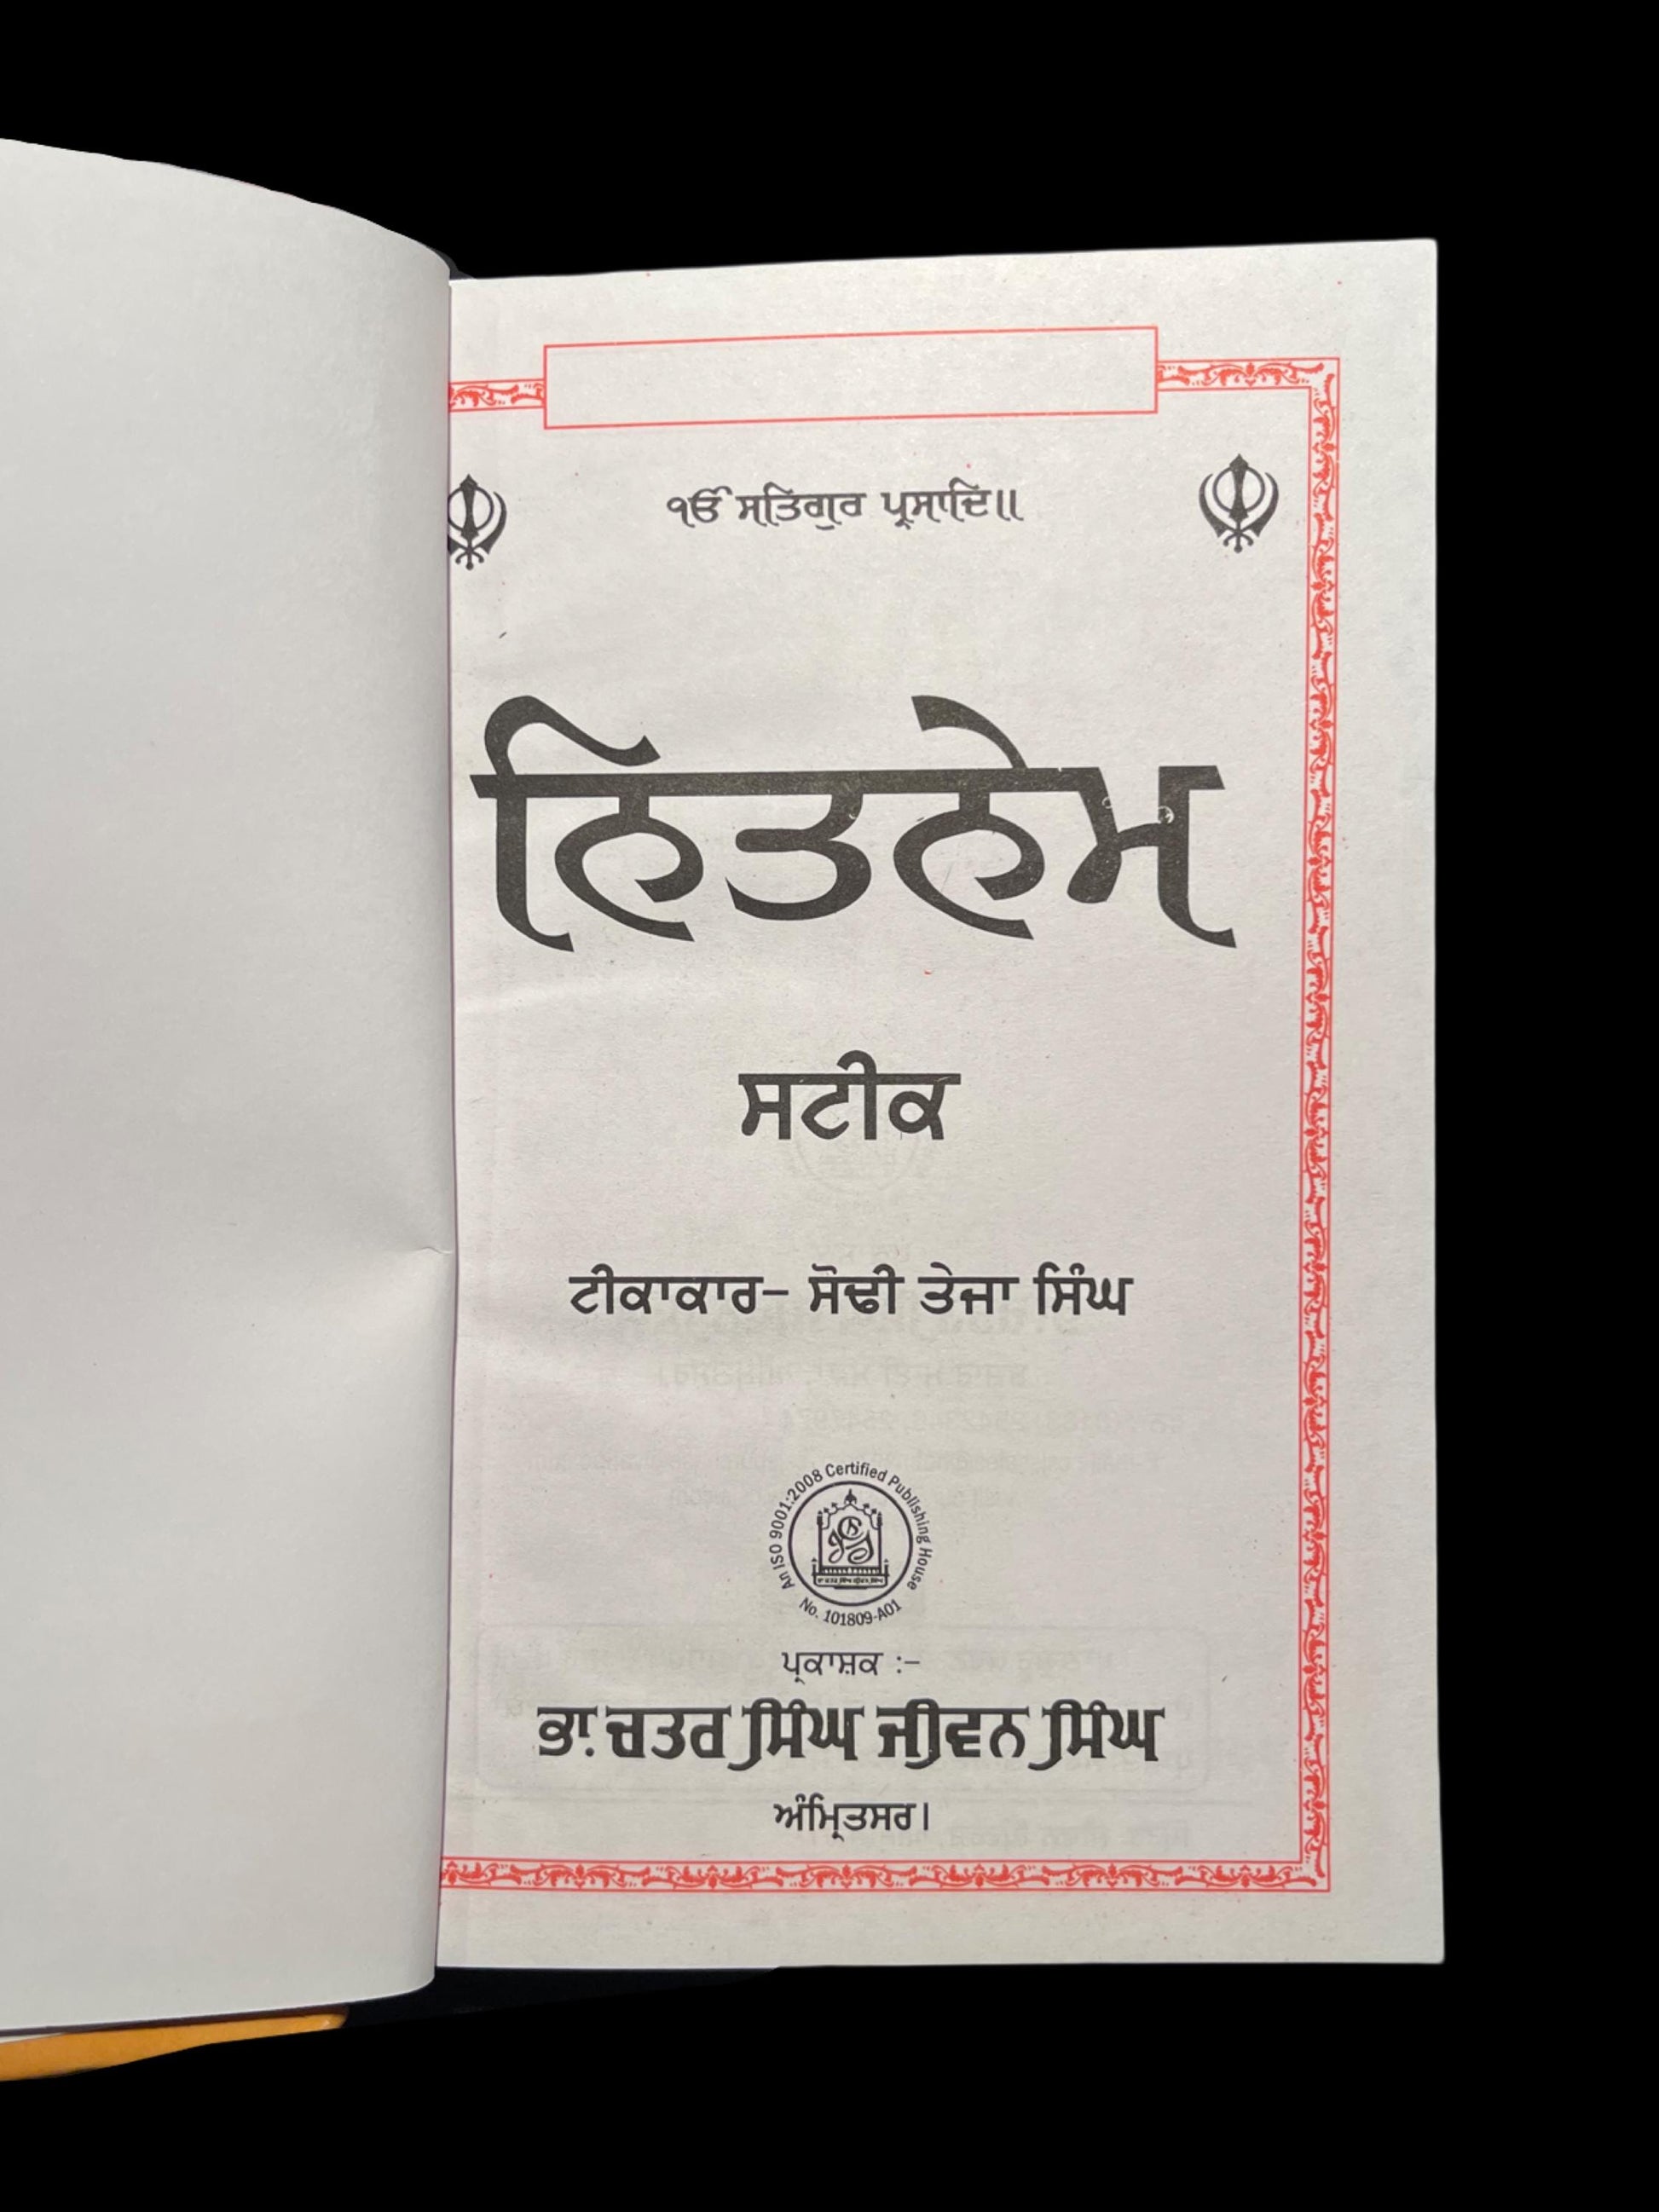 ੴ ਸਤਿਗੁਰ ਪ੍ਰਸਾਦਿ॥
ਨਿੱਤਨੇਮ
ਸਟੀਕ
ਟੀਕਾਕਾਰ- ਸੋਢੀ ਤੇਜਾ ਸਿੰਘ
An ISO 9001:2008 Certified Publishing House
No. 101809-A01
ਪ੍ਰਕਾਸ਼ਕ :-
ਭਾ. ਚਤਰ ਸਿੰਘ ਜੀਵਨ ਸਿੰਘ
ਅੰਮ੍ਰਿਤਸਰ।